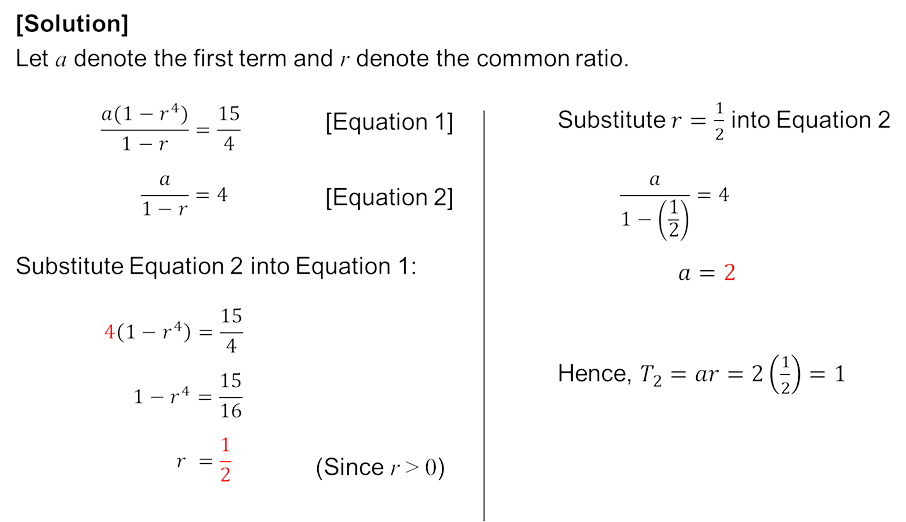 [Solution]
Let a denote the first term and r denote the common ratio.
a(1 − r⁴)/(1 − r) = 15/4 [Equation 1]
a/(1 − r) = 4 [Equation 2]
Substitute Equation 2 into Equation 1:
4(1 − r⁴) = 15/4
1 − r⁴ = 15/16
r = 1/2 (Since r > 0)
Substitute r = 1/2 into Equation 2
a/(1 − (1/2)) = 4
a = 2
Hence, T₂ = ar = 2(1/2) = 1